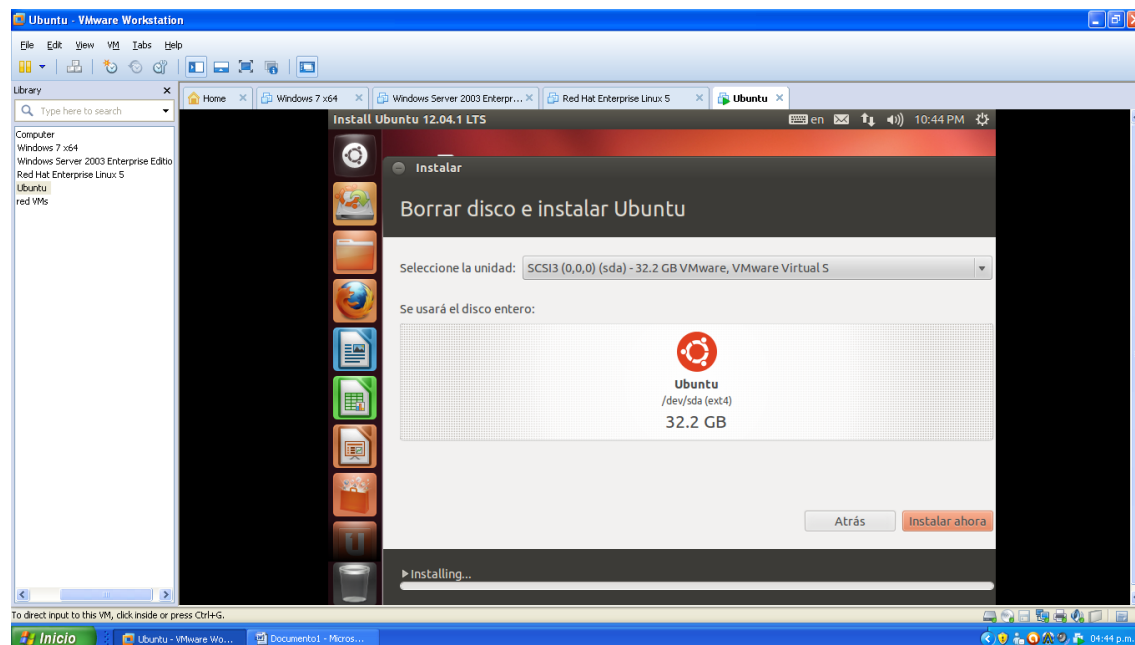 Ubuntu - VMware Workstation
File Edit View VM Tabs Help
Library
Type here to search
Computer
Windows 7 x64
Windows Server 2003 Enterprise Editio
Red Hat Enterprise Linux 5
Ubuntu
red VMs
Home Windows 7 x64 Windows Server 2003 Enterpr... Red Hat Enterprise Linux 5 Ubuntu
Install Ubuntu 12.04.1 LTS en 10:44 PM
Instalar
Borrar disco e instalar Ubuntu
Seleccione la unidad: SCSI3 (0,0,0) (sda) - 32.2 GB VMware, VMware Virtual S
Se usará el disco entero:
Ubuntu
/dev/sda (ext4)
32.2 GB
Atrás Instalar ahora
Installing...
To direct input to this VM, click inside or press Ctrl+G.
Inicio Ubuntu - VMware Wo... Documento1 - Micros... 04:44 p.m.